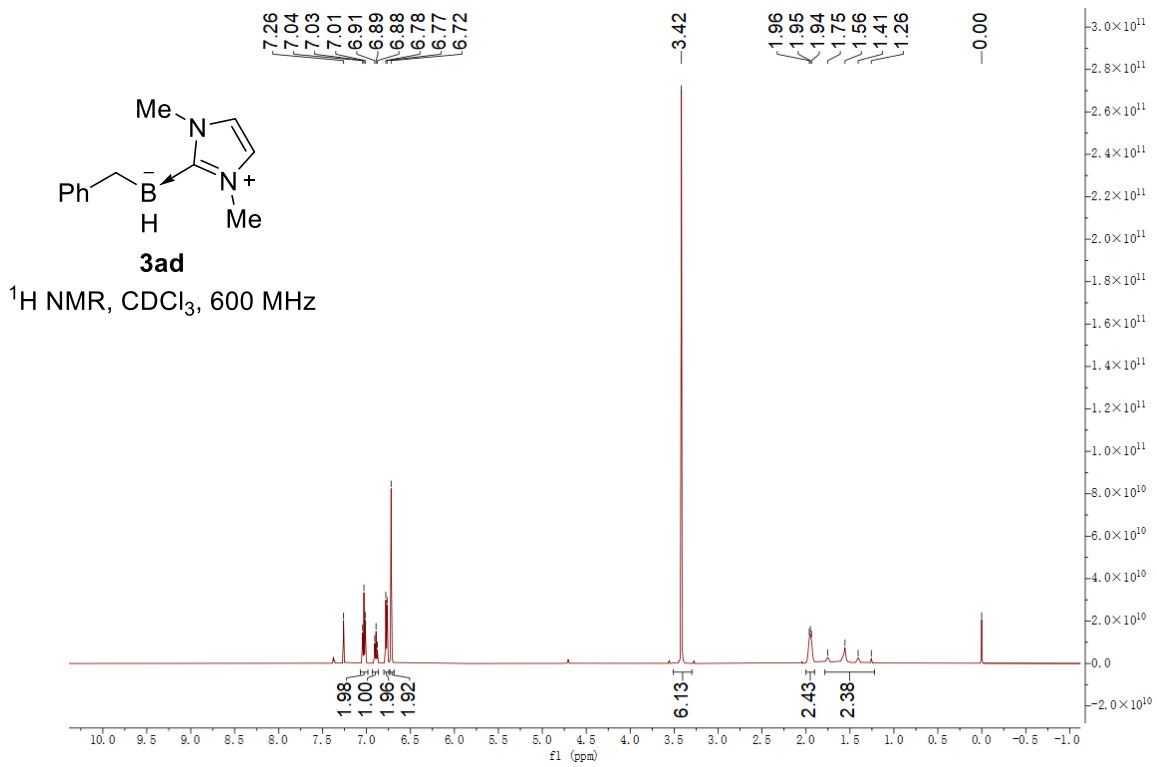 7.26 7.04 7.03 7.01 6.91 6.89 6.88 6.78 6.77 6.72 3.42 1.96 1.95 1.94 1.75 1.56 1.41 1.26 0.00
Me
N
Ph
B
−
N
+
H
Me
3ad
¹H NMR, CDCl₃, 600 MHz
3.0×10¹¹
2.8×10¹¹
2.6×10¹¹
2.4×10¹¹
2.2×10¹¹
2.0×10¹¹
1.8×10¹¹
1.6×10¹¹
1.4×10¹¹
1.2×10¹¹
1.0×10¹¹
8.0×10¹⁰
6.0×10¹⁰
4.0×10¹⁰
2.0×10¹⁰
0.0
-2.0×10¹⁰
1.98 1.00 1.96 1.92 6.13 2.43 2.38
10.0 9.5 9.0 8.5 8.0 7.5 7.0 6.5 6.0 5.5 5.0 4.5 4.0 3.5 3.0 2.5 2.0 1.5 1.0 0.5 0.0 -0.5 -1.0
f1 (ppm)